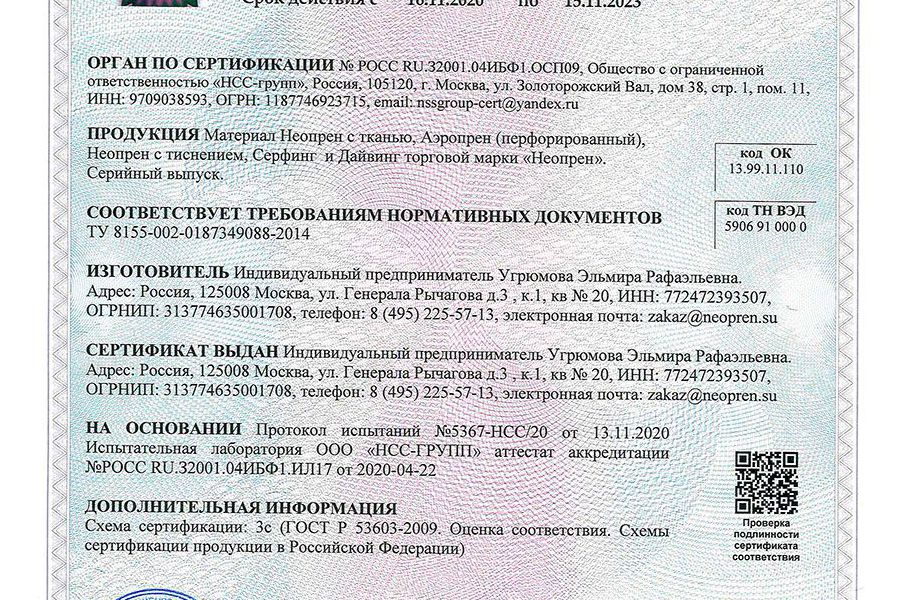 Срок действия с 16.11.2020 по 15.11.2023
ОРГАН ПО СЕРТИФИКАЦИИ № РОСС RU.32001.04ИБФ1.ОСП09, Общество с ограниченной
ответственностью «НСС-групп», Россия, 105120, г. Москва, ул. Золоторожский Вал, дом 38, стр. 1, пом. 11,
ИНН: 9709038593, ОГРН: 1187746923715, email: nssgroup-cert@yandex.ru
ПРОДУКЦИЯ Материал Неопрен с тканью, Аэропрен (перфорированный),
Неопрен с тиснением, Серфинг и Дайвинг торговой марки «Неопрен».
Серийный выпуск.
код ОК
13.99.11.110
СООТВЕТСТВУЕТ ТРЕБОВАНИЯМ НОРМАТИВНЫХ ДОКУМЕНТОВ
ТУ 8155-002-0187349088-2014
код ТН ВЭД
5906 91 000 0
ИЗГОТОВИТЕЛЬ Индивидуальный предприниматель Угрюмова Эльмира Рафаэльевна.
Адрес: Россия, 125008 Москва, ул. Генерала Рычагова д.3 , к.1, кв № 20, ИНН: 772472393507,
ОГРНИП: 313774635001708, телефон: 8 (495) 225-57-13, электронная почта: zakaz@neopren.su
СЕРТИФИКАТ ВЫДАН Индивидуальный предприниматель Угрюмова Эльмира Рафаэльевна.
Адрес: Россия, 125008 Москва, ул. Генерала Рычагова д.3 , к.1, кв № 20, ИНН: 772472393507,
ОГРНИП: 313774635001708, телефон: 8 (495) 225-57-13, электронная почта: zakaz@neopren.su
НА ОСНОВАНИИ Протокол испытаний №5367-НСС/20 от 13.11.2020
Испытательная лаборатория ООО «НСС-ГРУПП» аттестат аккредитации
№РОСС RU.32001.04ИБФ1.ИЛ17 от 2020-04-22
ДОПОЛНИТЕЛЬНАЯ ИНФОРМАЦИЯ
Схема сертификации: 3с (ГОСТ Р 53603-2009. Оценка соответствия. Схемы
сертификации продукции в Российской Федерации)
Проверка
подлинности
сертификата
соответствия